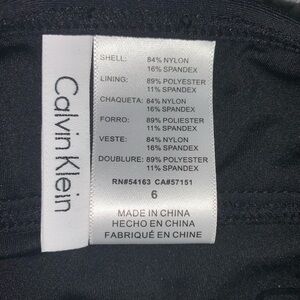 Calvin Klein
SHELL: 84% NYLON
16% SPANDEX
LINING: 89% POLYESTER
11% SPANDEX
CHAQUETA: 84% NYLON
16% SPANDEX
FORRO: 89% POLIESTER
11% SPANDEX
VESTE: 84% NYLON
16% SPANDEX
DOUBLURE: 89% POLYESTER
11% SPANDEX
RN#54163 CA#57151
6
MADE IN CHINA
HECHO EN CHINA
FABRIQUÉ EN CHINE